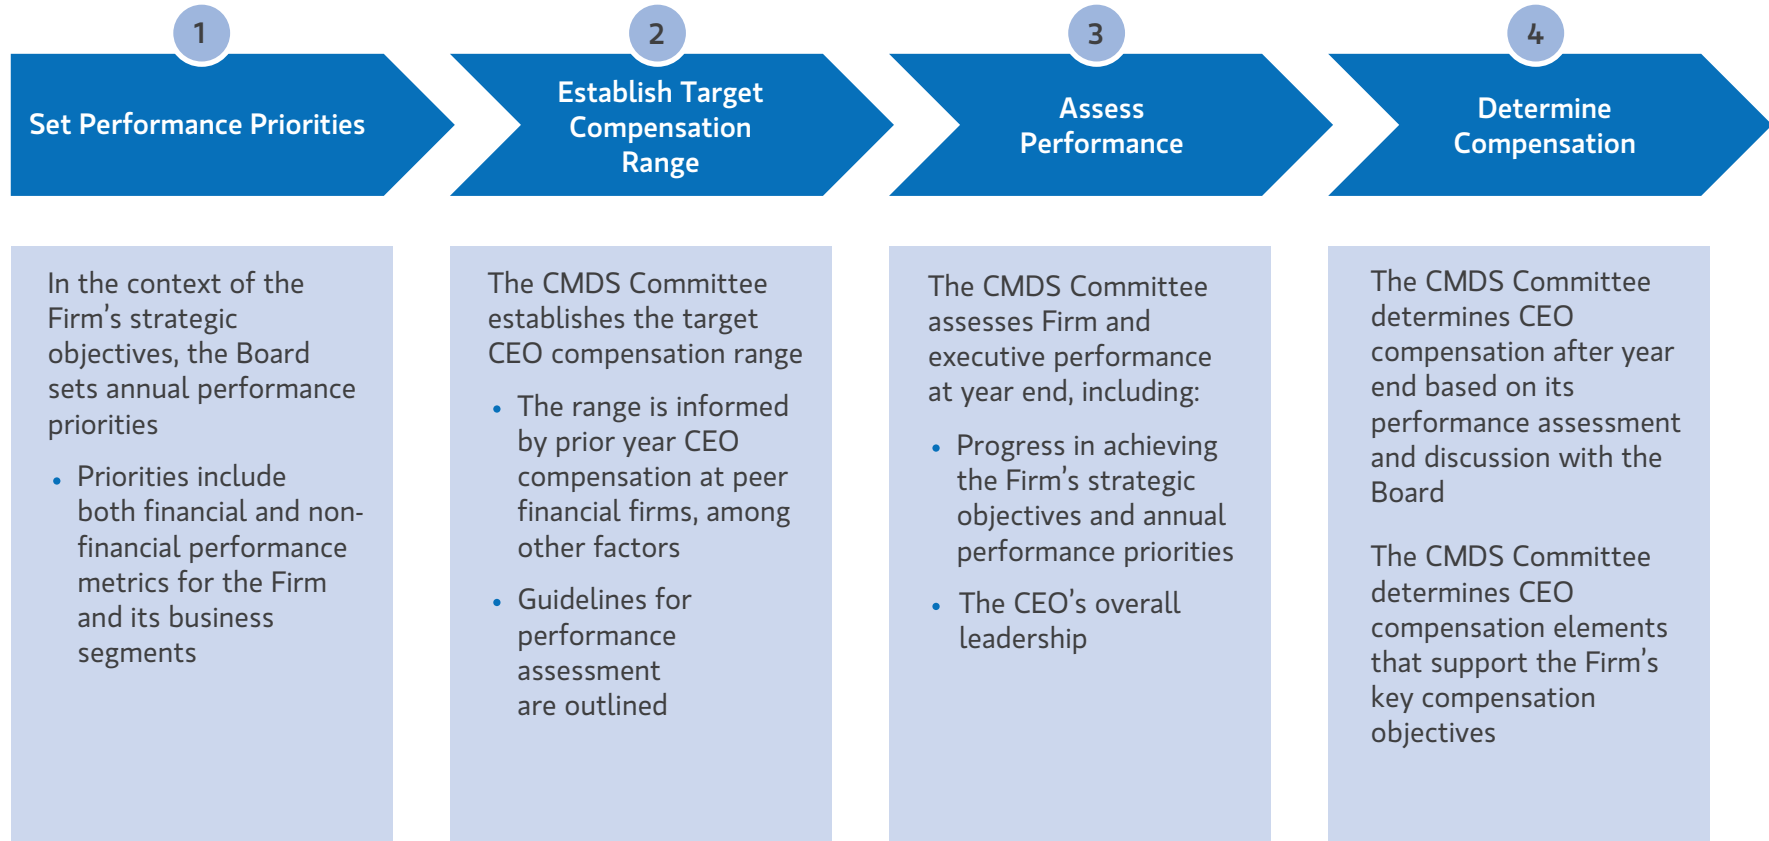 1
Set Performance Priorities
In the context of the
Firm's strategic
objectives, the Board
sets annual performance
priorities
• Priorities include
both financial and non-
financial performance
metrics for the Firm
and its business
segments
2
Establish Target
Compensation
Range
The CMDS Committee
establishes the target
CEO compensation range
• The range is informed
by prior year CEO
compensation at peer
financial firms, among
other factors
• Guidelines for
performance
assessment
are outlined
3
Assess
Performance
The CMDS Committee
assesses Firm and
executive performance
at year end, including:
• Progress in achieving
the Firm's strategic
objectives and annual
performance priorities
• The CEO's overall
leadership
4
Determine
Compensation
The CMDS Committee
determines CEO
compensation after year
end based on its
performance assessment
and discussion with the
Board
The CMDS Committee
determines CEO
compensation elements
that support the Firm's
key compensation
objectives